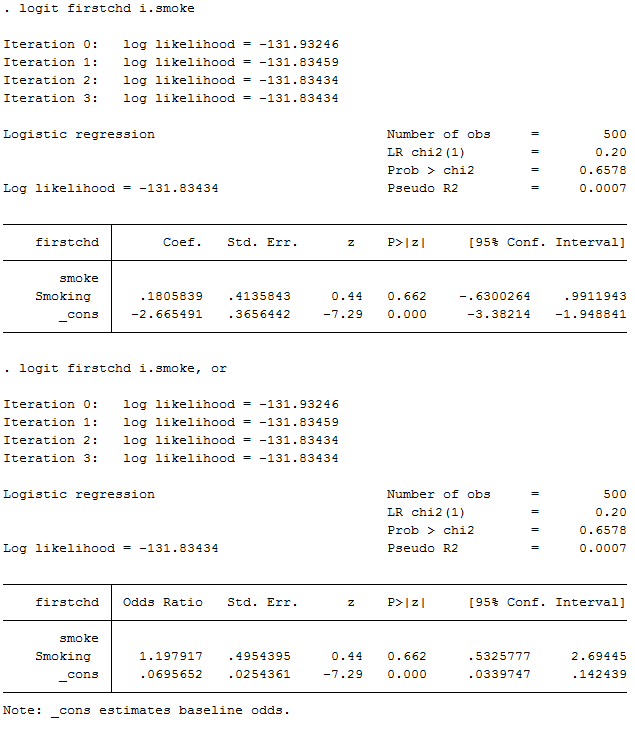 . logit firstchd i.smoke
Iteration 0:   log likelihood = -131.93246
Iteration 1:   log likelihood = -131.83459
Iteration 2:   log likelihood = -131.83434
Iteration 3:   log likelihood = -131.83434
Logistic regression                             Number of obs     =        500
LR chi2(1)        =       0.20
Prob > chi2       =     0.6578
Log likelihood = -131.83434                     Pseudo R2         =     0.0007
firstchd        Coef.   Std. Err.      z    P>|z|     [95% Conf. Interval]
smoke
Smoking      .1805839   .4135843     0.44   0.662    -.6300264    .9911943
_cons    -2.665491   .3656442    -7.29   0.000     -3.38214   -1.948841
. logit firstchd i.smoke, or
Iteration 0:   log likelihood = -131.93246
Iteration 1:   log likelihood = -131.83459
Iteration 2:   log likelihood = -131.83434
Iteration 3:   log likelihood = -131.83434
Logistic regression                             Number of obs     =        500
LR chi2(1)        =       0.20
Prob > chi2       =     0.6578
Log likelihood = -131.83434                     Pseudo R2         =     0.0007
firstchd   Odds Ratio   Std. Err.      z    P>|z|     [95% Conf. Interval]
smoke
Smoking      1.197917   .4954395     0.44   0.662     .5325777     2.69445
_cons     .0695652   .0254361    -7.29   0.000     .0339747     .142439
Note: _cons estimates baseline odds.